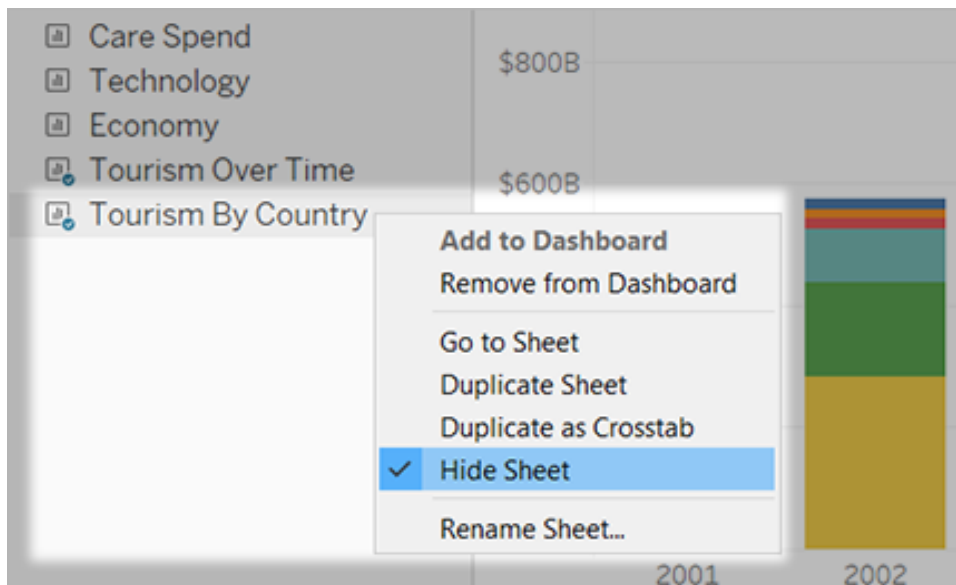 Care Spend
Technology
Economy
Tourism Over Time
Tourism By Country
$800B
$600B
Add to Dashboard
Remove from Dashboard
Go to Sheet
Duplicate Sheet
Duplicate as Crosstab
Hide Sheet
Rename Sheet...
2001
2002